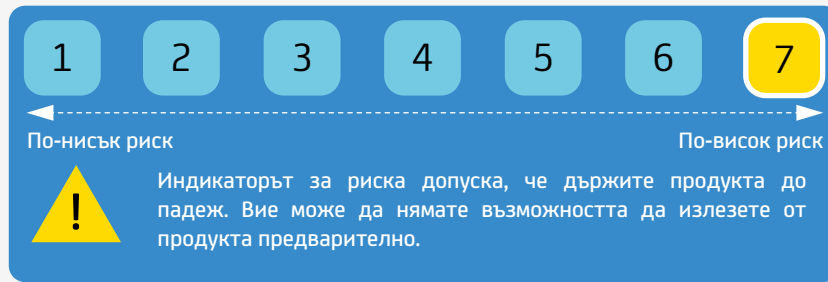 1 2 3 4 5 6 7
По-нисък риск По-висок риск
! Индикаторът за риска допуска, че държите продукта до
падеж. Вие може да нямате възможността да излезете от
продукта предварително.